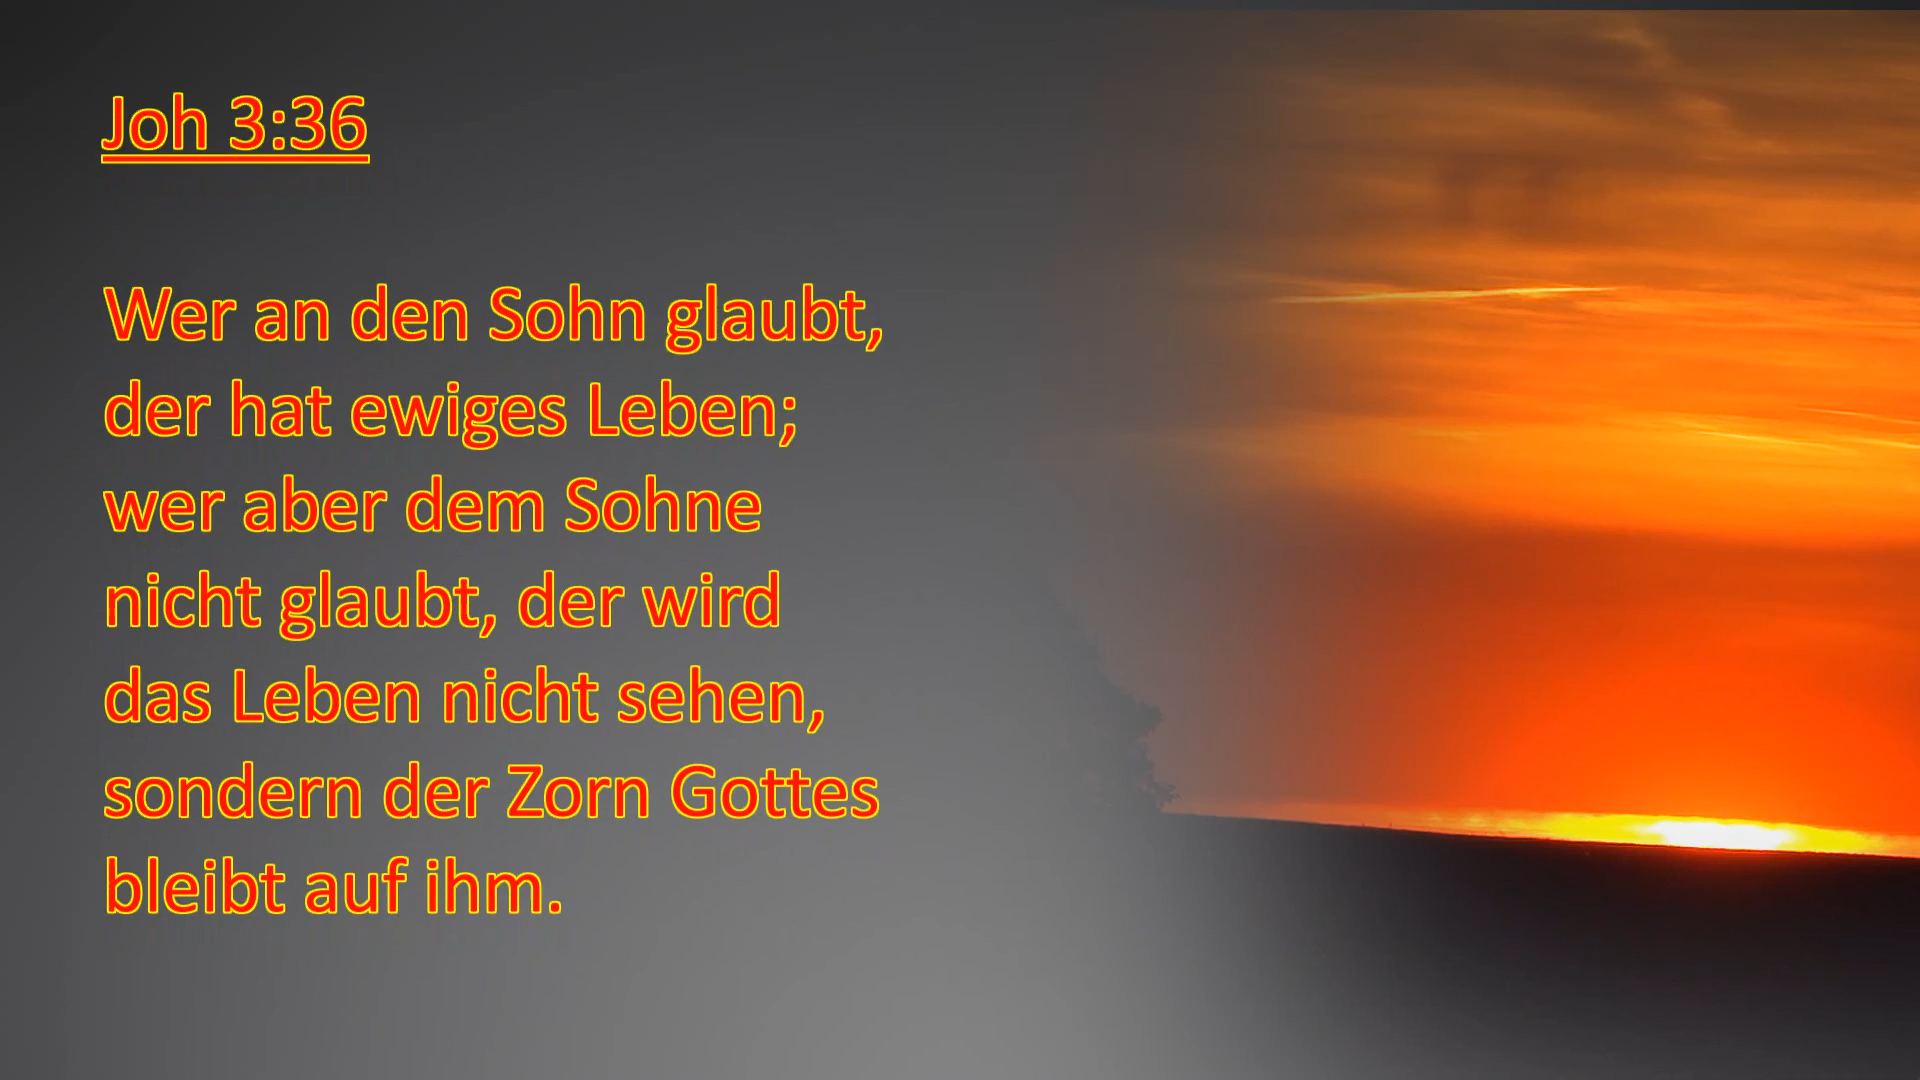 Joh 3:36
Wer an den Sohn glaubt,
der hat ewiges Leben;
wer aber dem Sohne
nicht glaubt, der wird
das Leben nicht sehen,
sondern der Zorn Gottes
bleibt auf ihm.